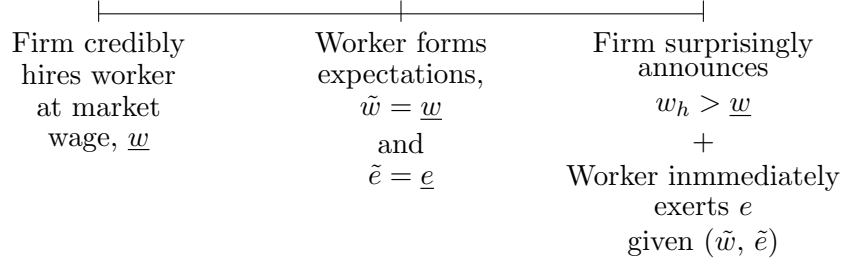 Firm credibly
hires worker
at market
wage, w̲
Worker forms
expectations,
w̃ = w̲
and
ẽ = e̲
Firm surprisingly
announces
w_h > w̲
+
Worker inmmediately
exerts e
given (w̃, ẽ)